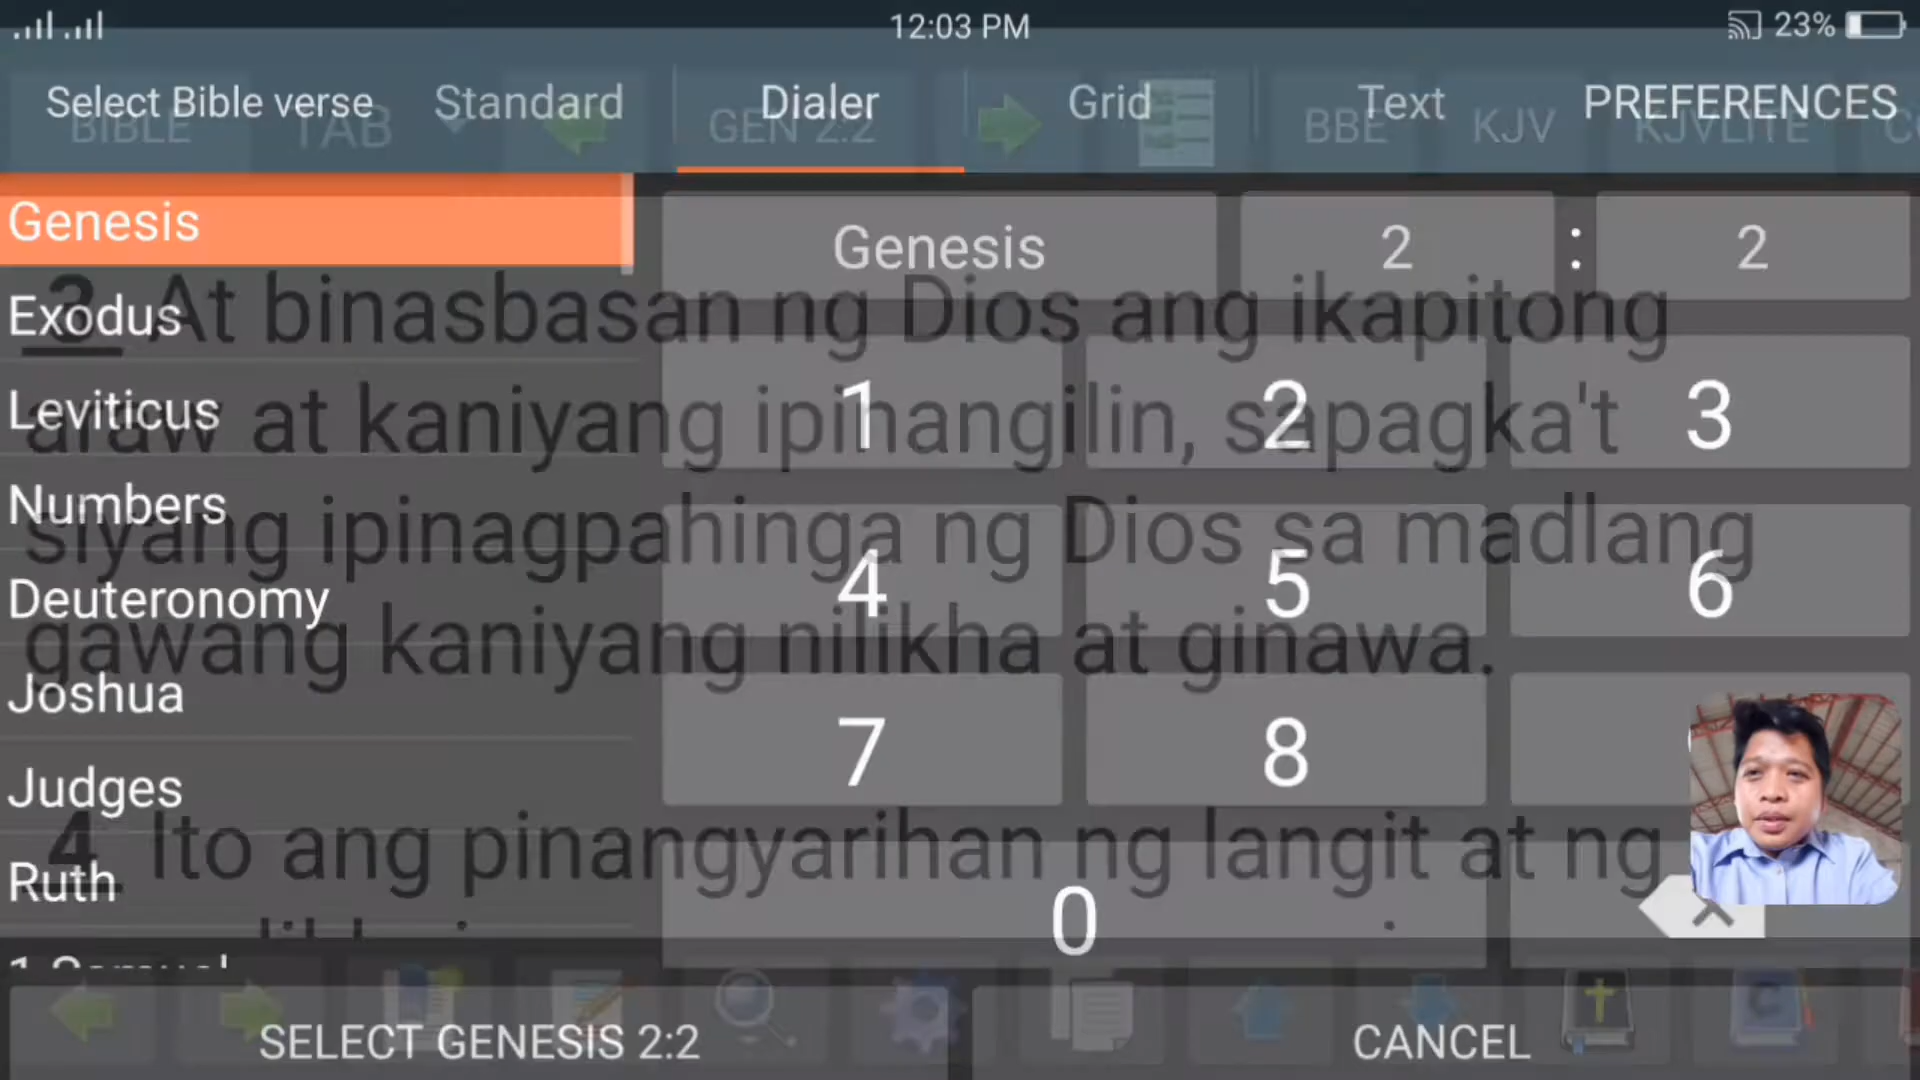 12:03 PM
23%
Select Bible verse Standard Dialer Grid Text PREFERENCES
BIBLE TAB GEN 2:2 BBE KJV KJVLITE
Genesis
Exodus
Leviticus
Numbers
Deuteronomy
Joshua
Judges
Ruth
1 Samuel
Genesis 2 : 2
1 2 3
4 5 6
7 8
0
3 At binasbasan ng Dios ang ikapitong
araw at kaniyang ipinangilin, sapagka't
siyang ipinagpahinga ng Dios sa madlang
gawang kaniyang nilikha at ginawa.
4 Ito ang pinangyarihan ng langit at ng
SELECT GENESIS 2:2 CANCEL